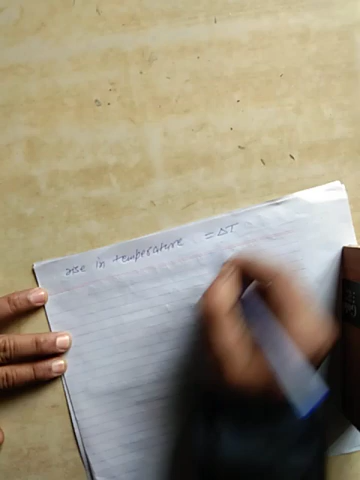 rise in temperature = ΔT